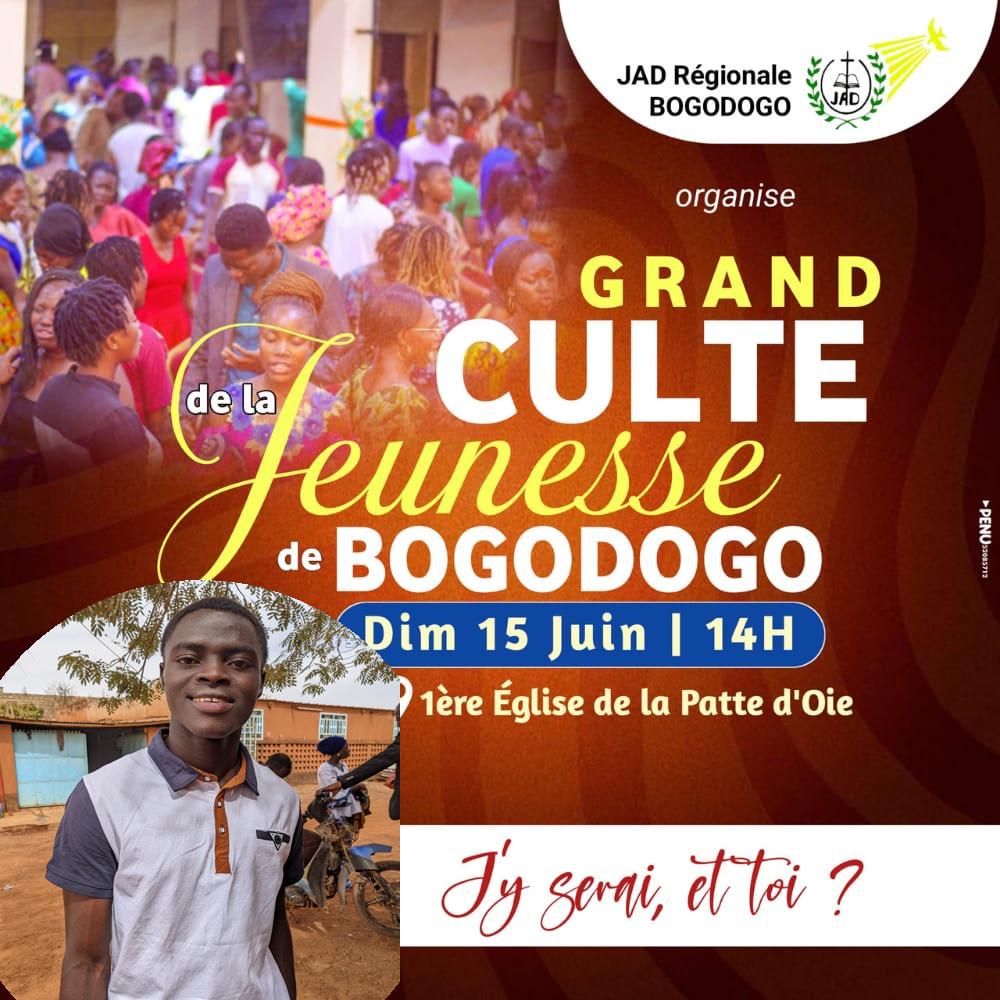 JAD Régionale
BOGODOGO
JAD
organise
GRAND
CULTE
de la
Jeunesse
de BOGODOGO
Dim 15 Juin | 14H
1ère Église de la Patte d'Oie
J'y serai, et toi ?
PENU